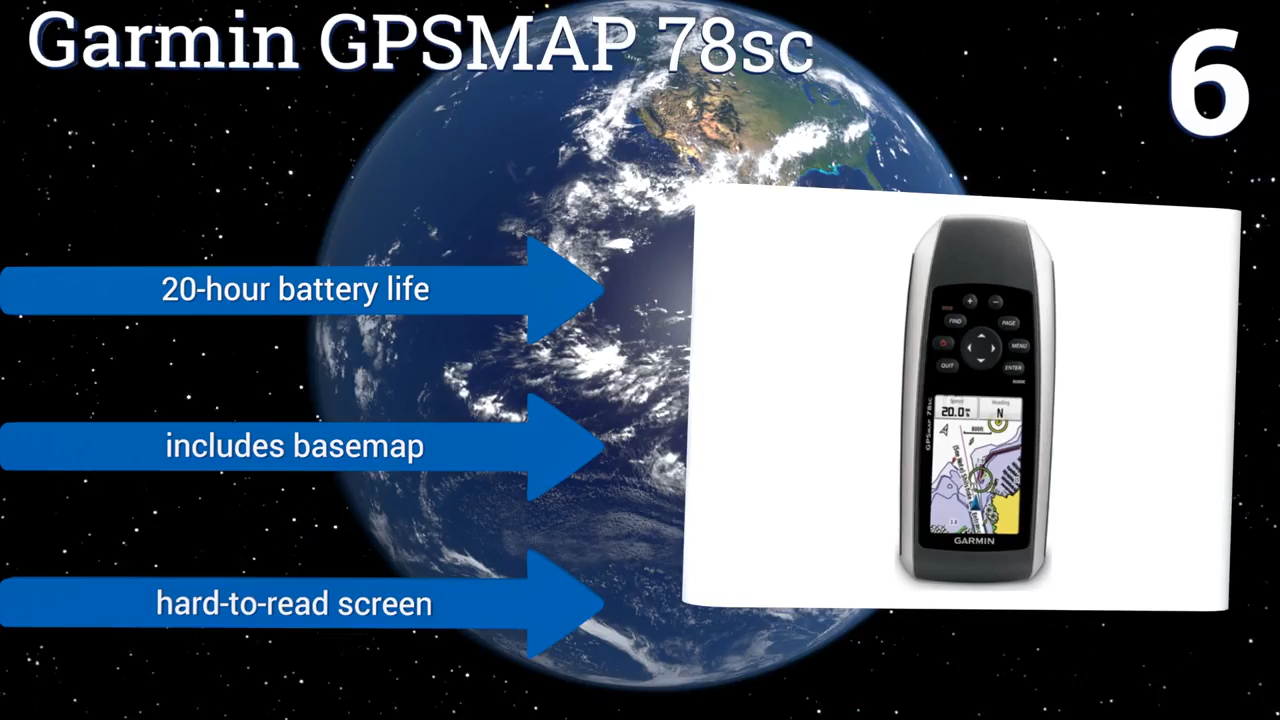 Garmin GPSMAP 78sc
6
20-hour battery life
includes basemap
hard-to-read screen
FIND
PAGE
MENU
QUIT
ENTER
GPSMAP 78sc
Speed
Heading
20.0
N
GARMIN